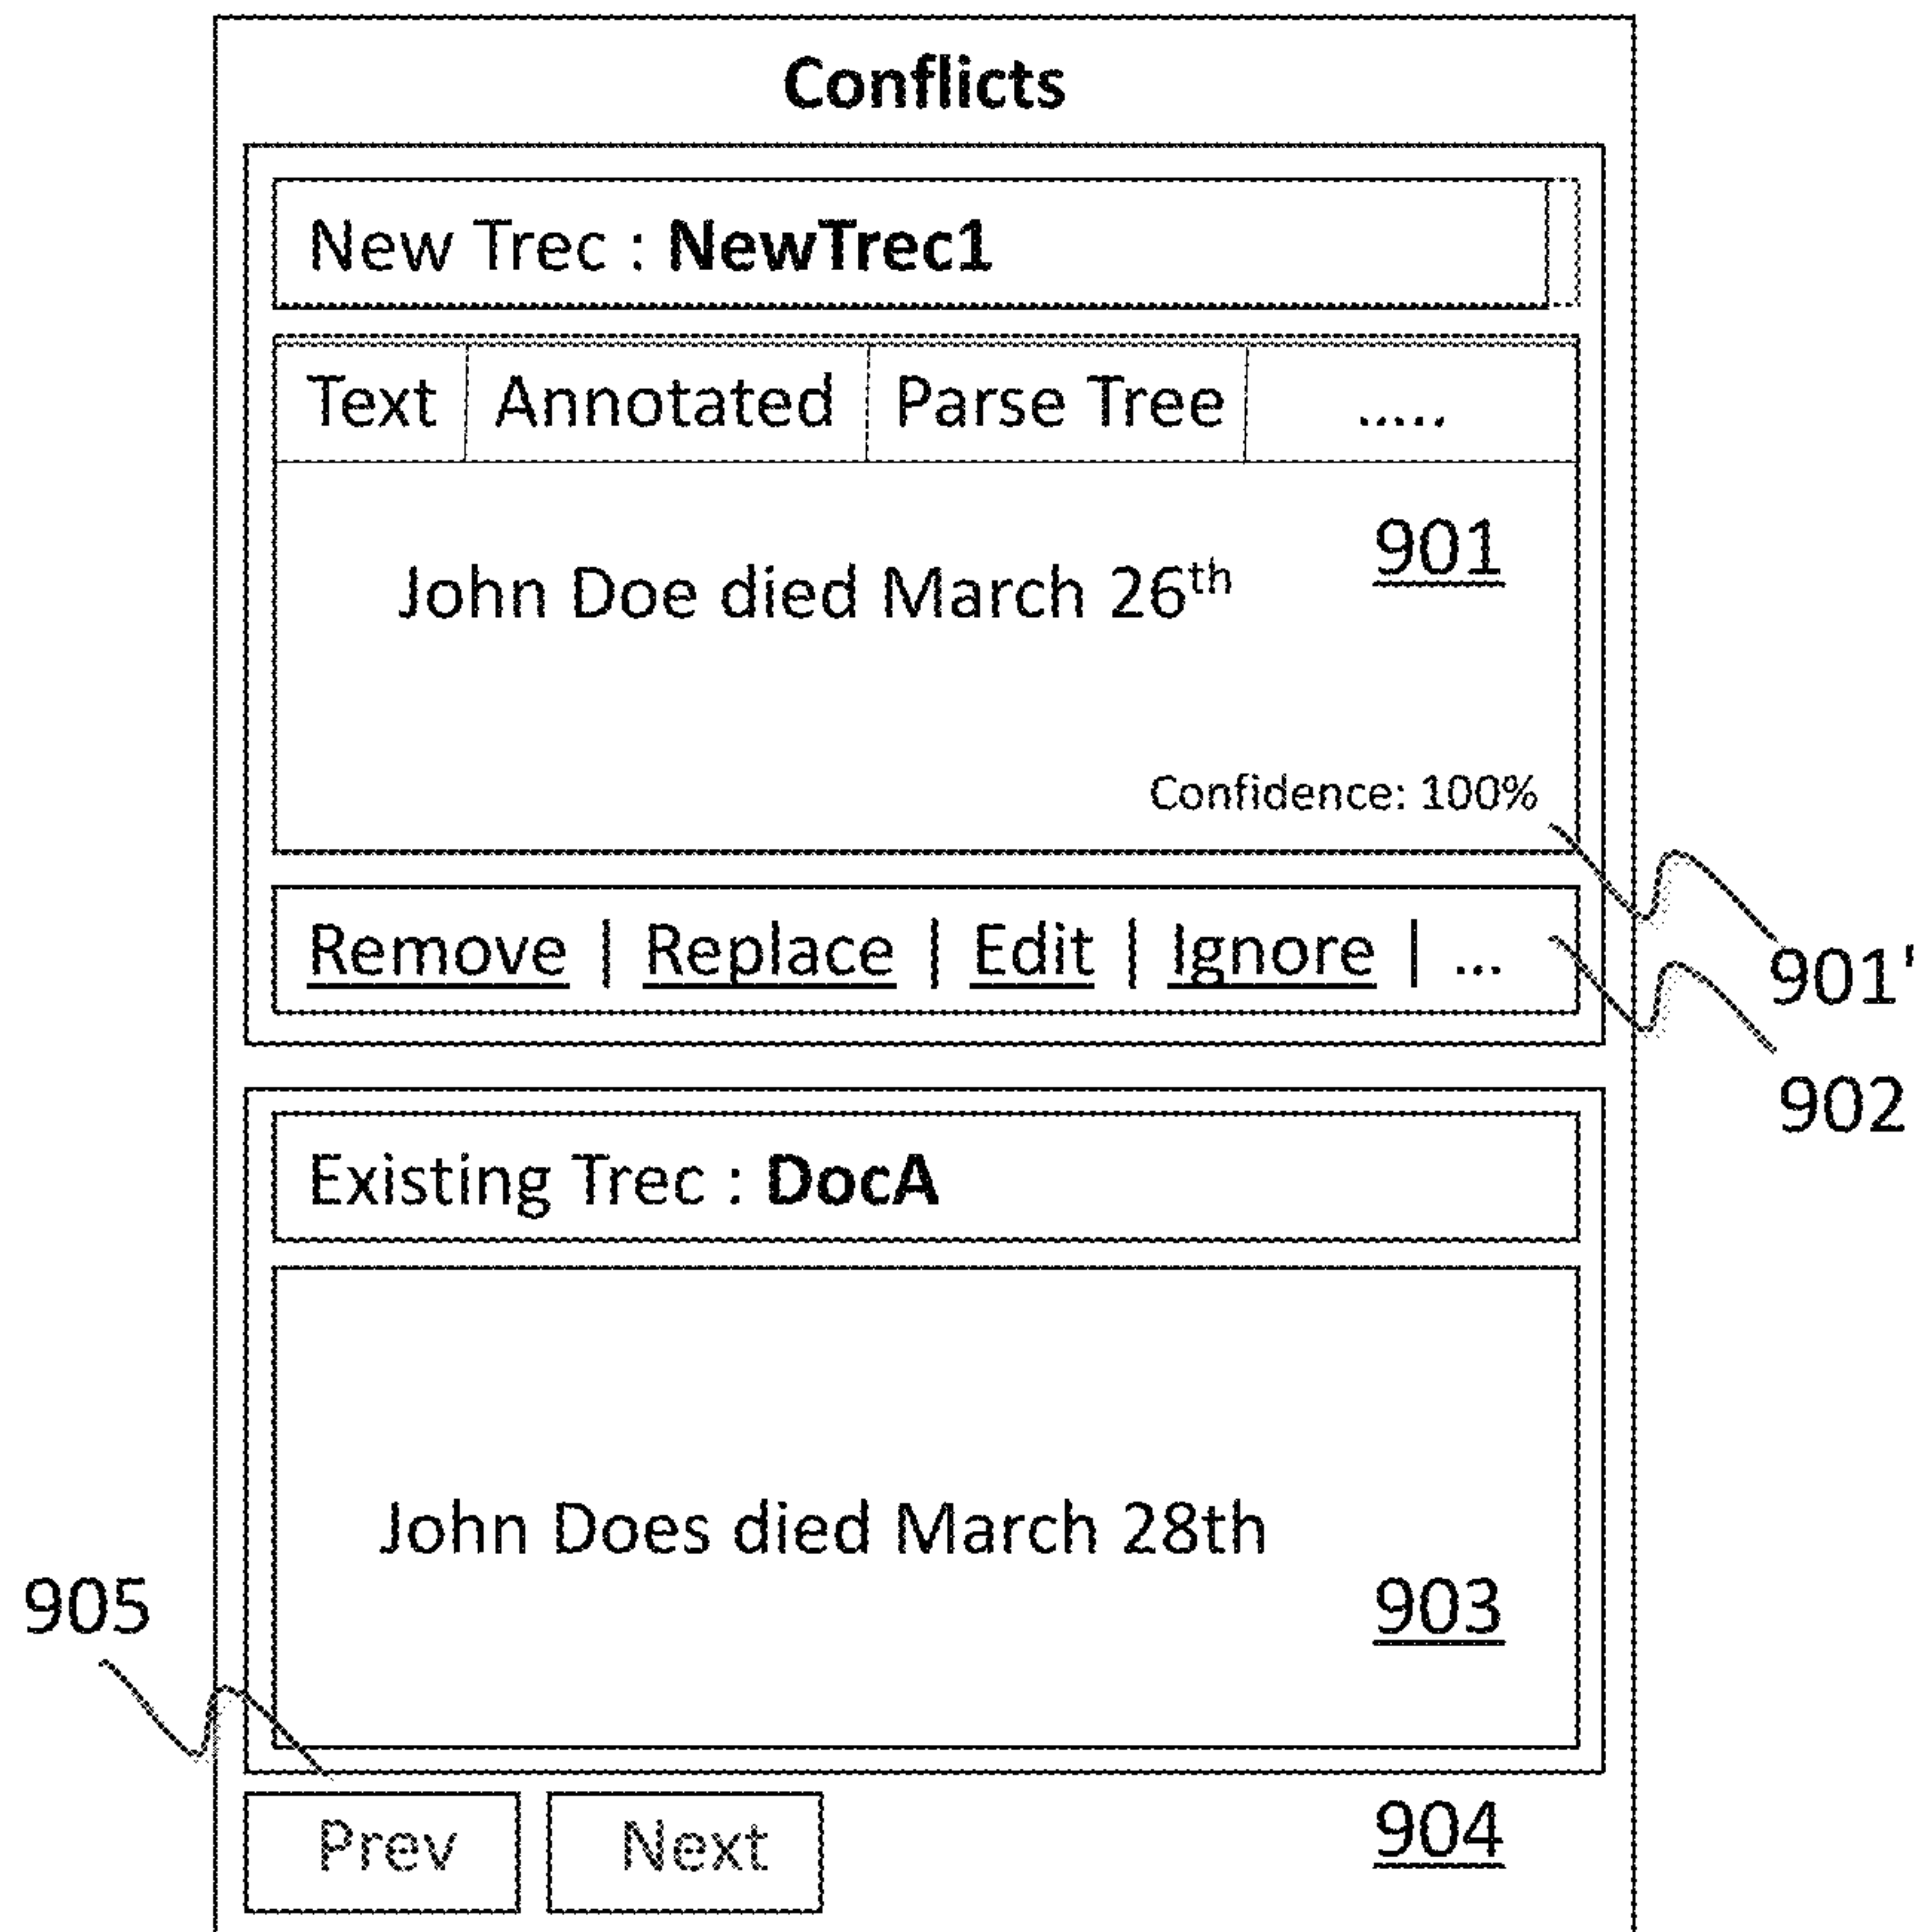 Conflicts
New Trec : NewTrec1
Text Annotated Parse Tree .....
901
John Doe died March 26th
Confidence: 100%
901'
Remove | Replace | Edit | Ignore | ...
902
Existing Trec : DocA
John Does died March 28th
903
905
Prev Next
904